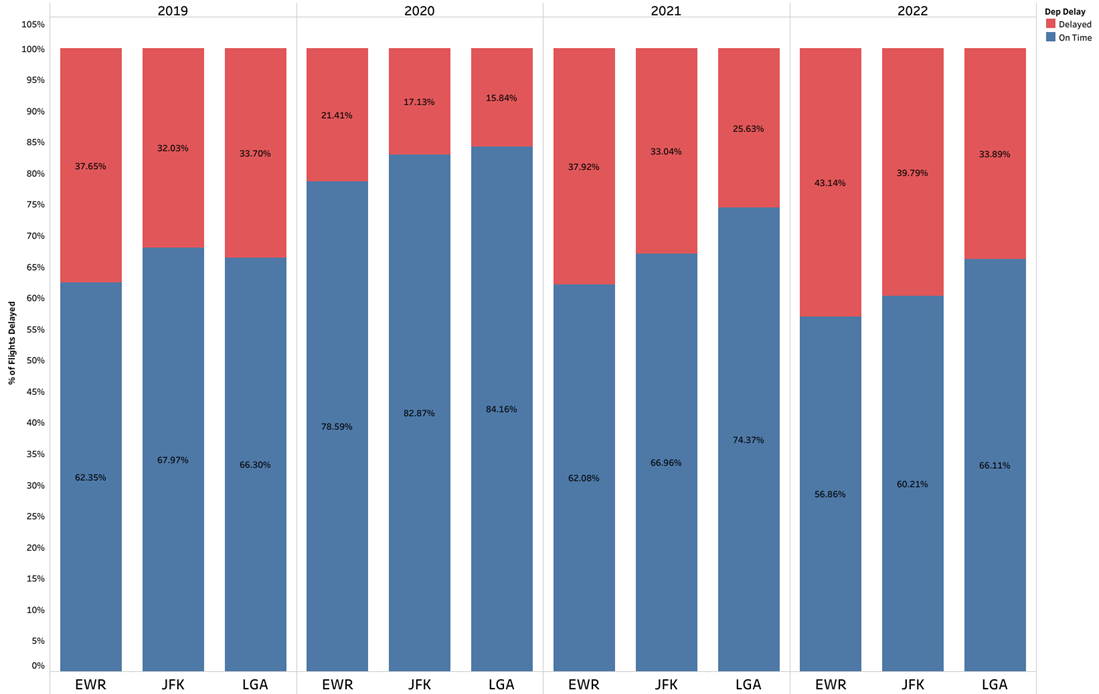 2019 2020 2021 2022
Dep Delay
Delayed
On Time
% of Flights Delayed
105%
100%
95%
90%
85%
80%
75%
70%
65%
60%
55%
50%
45%
40%
35%
30%
25%
20%
15%
10%
5%
0%
37.65% 32.03% 33.70% 21.41% 17.13% 15.84% 37.92% 33.04% 25.63% 43.14% 39.79% 33.89%
62.35% 67.97% 66.30% 78.59% 82.87% 84.16% 62.08% 66.96% 74.37% 56.86% 60.21% 66.11%
EWR JFK LGA EWR JFK LGA EWR JFK LGA EWR JFK LGA